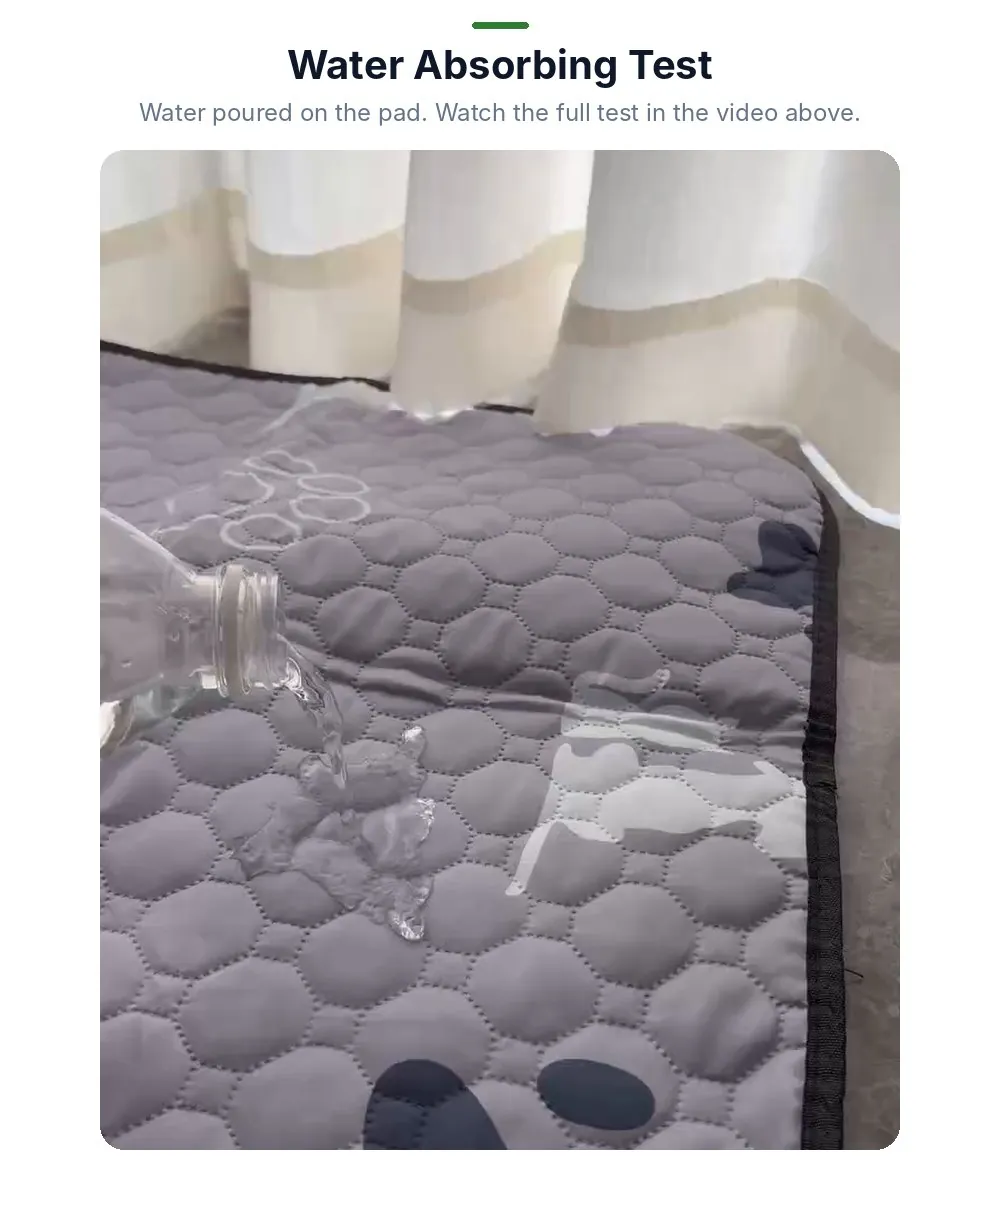 Water Absorbing Test
Water poured on the pad. Watch the full test in the video above.